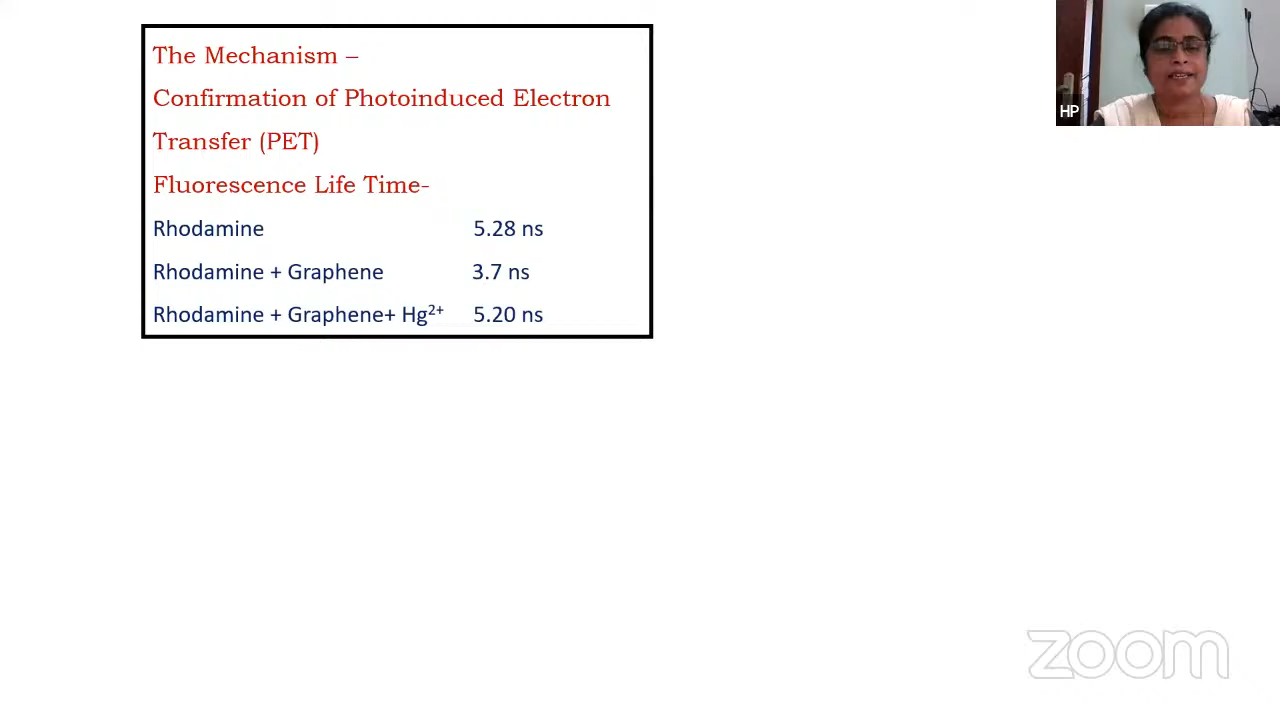 The Mechanism –
Confirmation of Photoinduced Electron
Transfer (PET)
Fluorescence Life Time-
Rhodamine 5.28 ns
Rhodamine + Graphene 3.7 ns
Rhodamine + Graphene+ Hg²⁺ 5.20 ns
HP
zoom